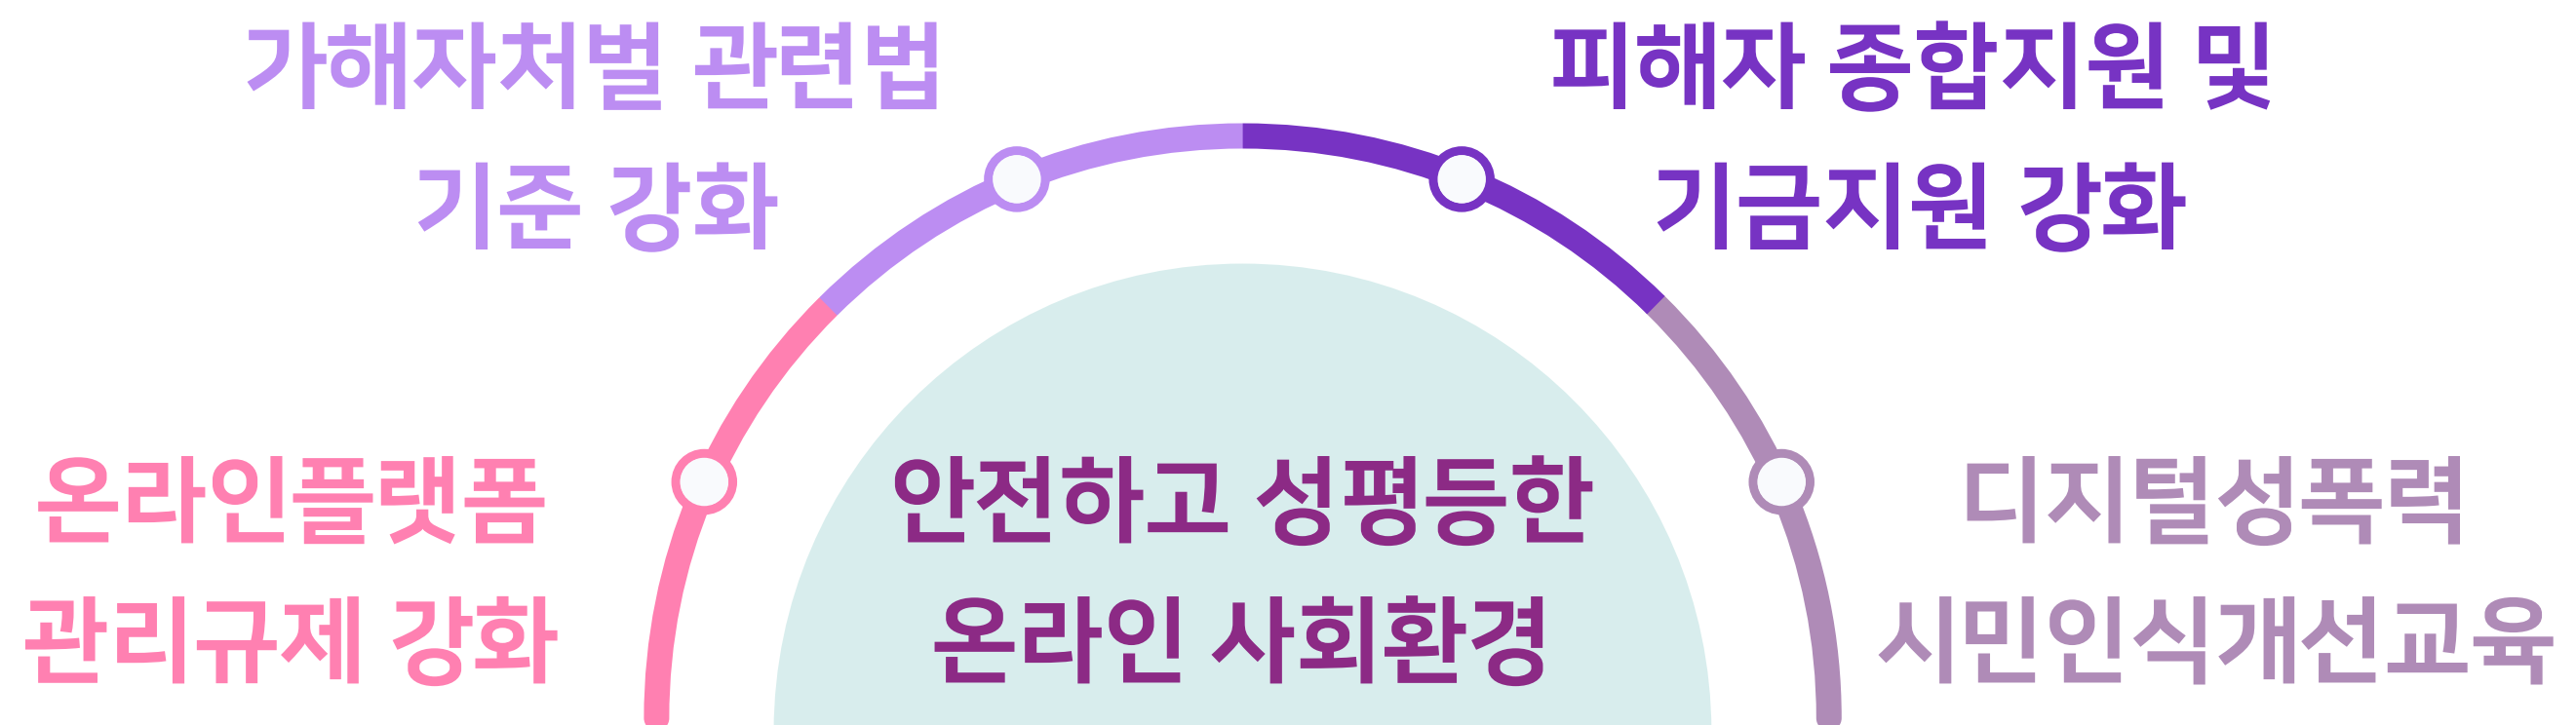 가해자처벌 관련법
기준 강화
피해자 종합지원 및
기금지원 강화
온라인플랫폼
관리규제 강화
안전하고 성평등한
온라인 사회환경
디지털성폭력
시민인식개선교육